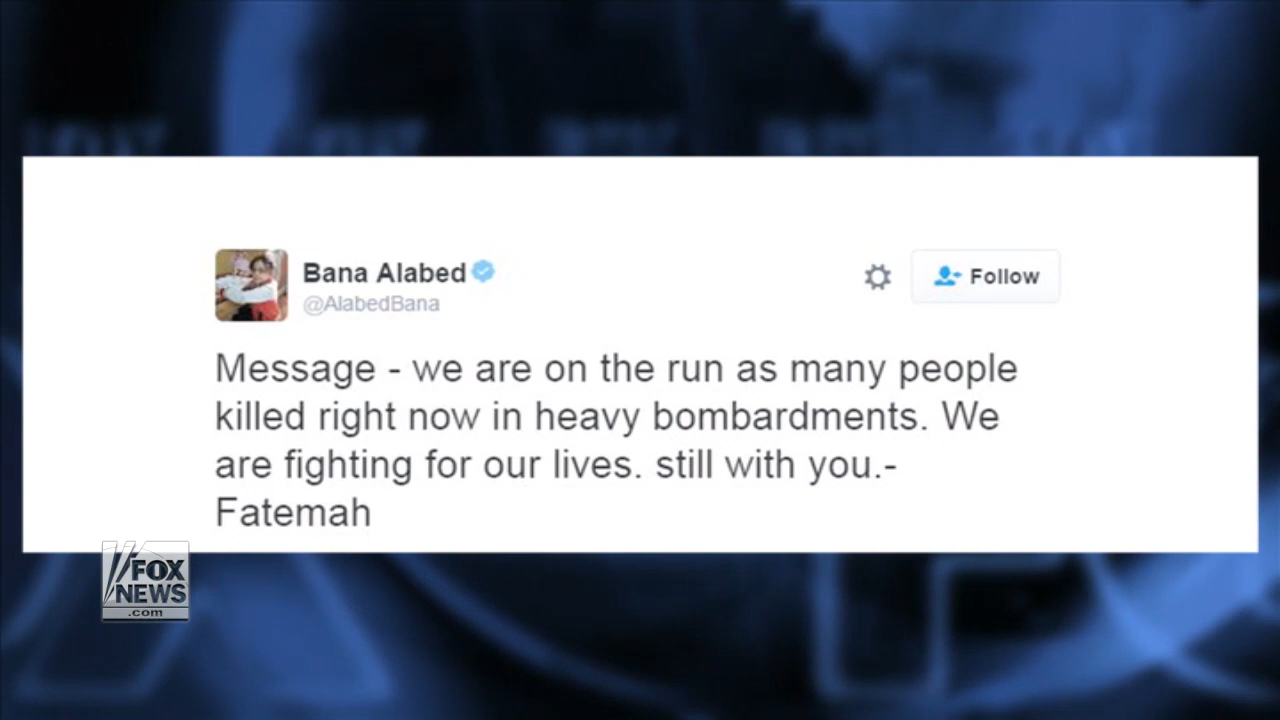 Bana Alabed
@AlabedBana
Follow
Message - we are on the run as many people
killed right now in heavy bombardments. We
are fighting for our lives. still with you.-
Fatemah
FOX
NEWS
.com